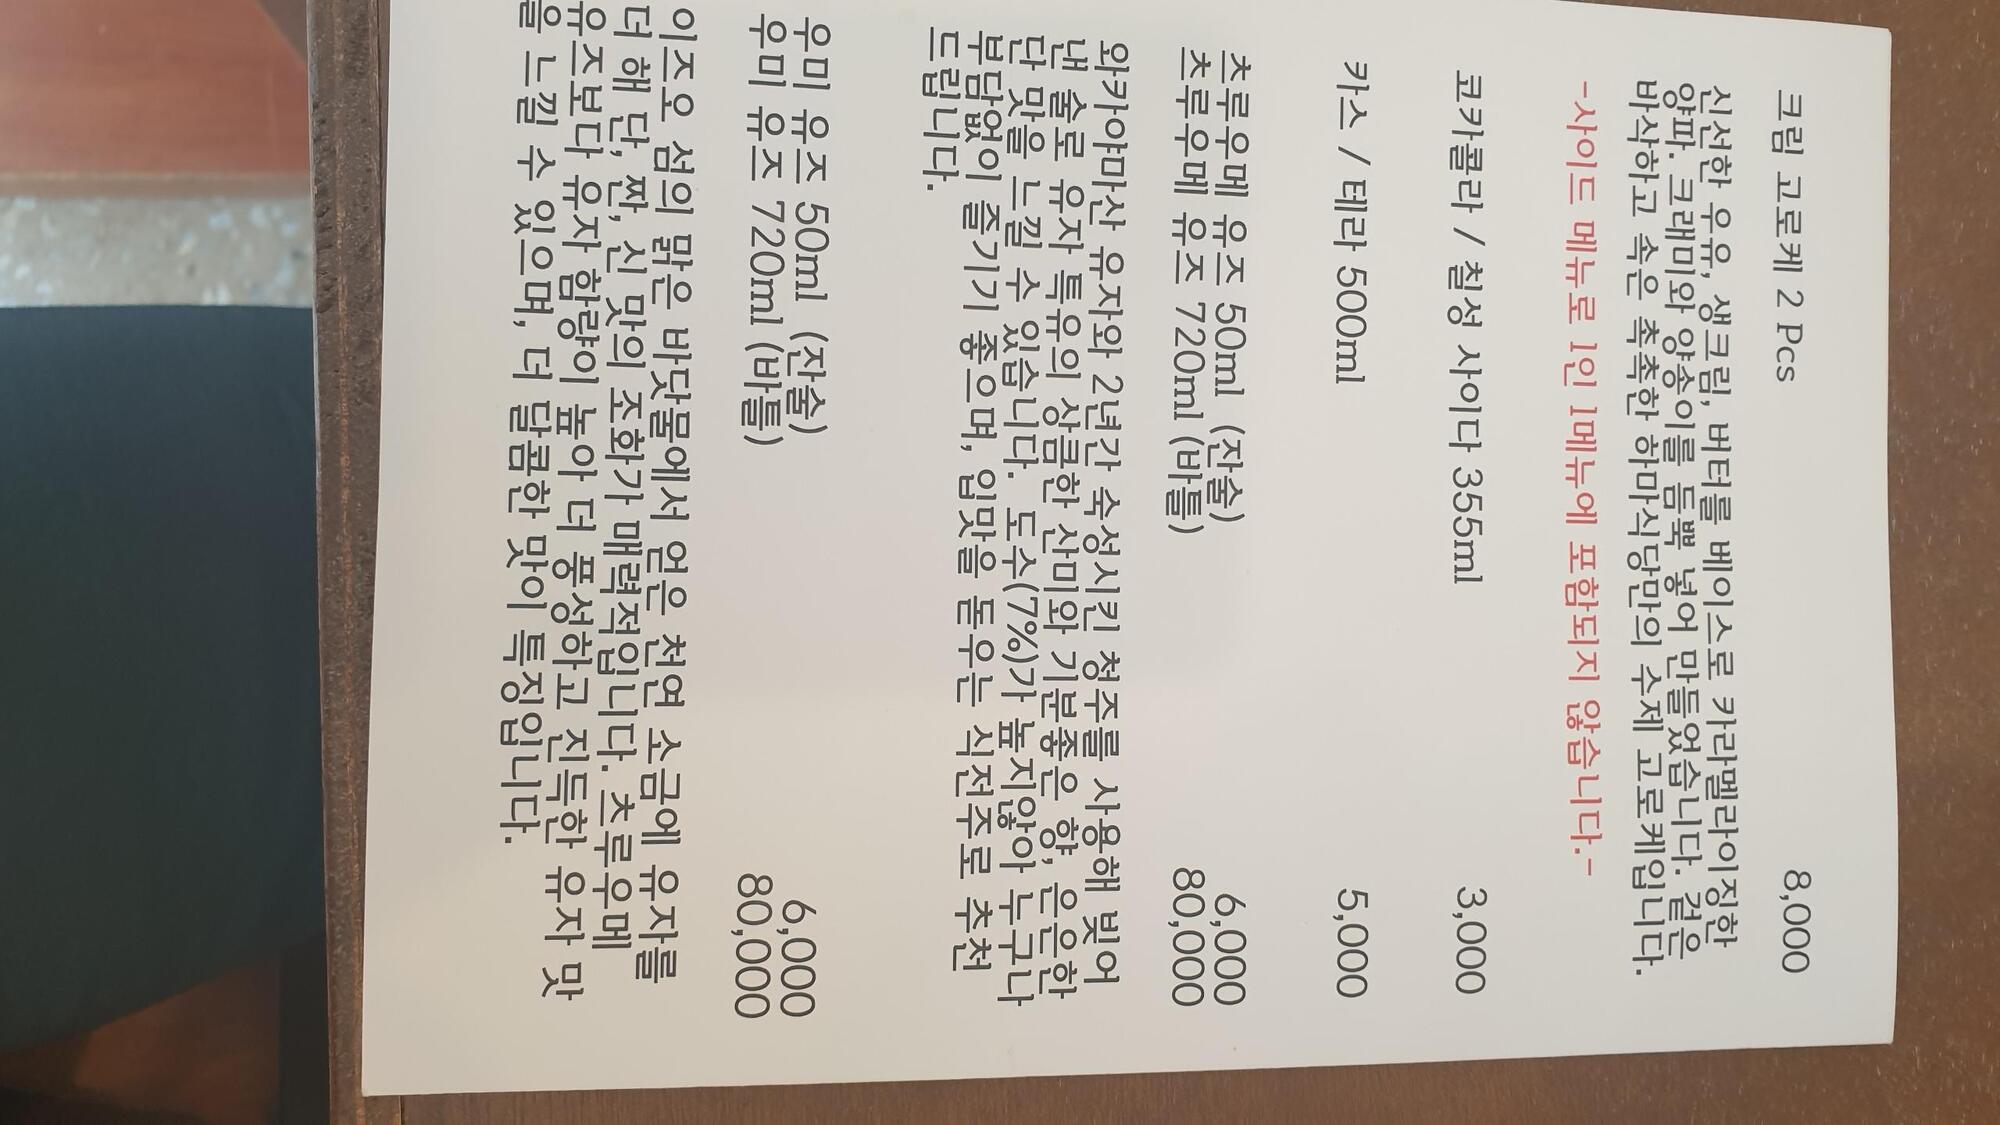 크림 고로케 2 Pcs 8,000
신선한 우유, 생크림, 버터를 베이스로 카라멜라이징한
양파. 크래미와 양송이를 듬뿍 넣어 만들었습니다. 겉은
바삭하고 속은 촉촉한 하마식당만의 수제 고로케입니다.
-사이드 메뉴로 1인 1메뉴에 포함되지 않습니다.-
코카콜라 / 칠성 사이다 355ml 3,000
카스 / 테라 500ml 5,000
츠루우메 유즈 50ml (잔술) 6,000
츠루우메 유즈 720ml (바틀) 80,000
와카야마산 유자와 2년간 숙성시킨 청주를 사용해 빚어
낸 술로 유자 특유의 상큼한 산미와 기분좋은 향, 은은한
단 맛을 느낄 수 있습니다. 도수(7%)가 높지않아 누구나
부담없이 즐기기 좋으며, 입맛을 돋우는 식전주로 추천
드립니다.
우미 유즈 50ml (잔술) 6,000
우미 유즈 720ml (바틀) 80,000
이즈오 섬의 맑은 바닷물에서 얻은 천연 소금에 유자를
더 해 단, 짠, 신 맛의 조화가 매력적입니다. 츠루우메
유즈보다 유자 함량이 높아 더 풍성하고 진득한 유자 맛
을 느낄 수 있으며, 더 달콤한 맛이 특징입니다.